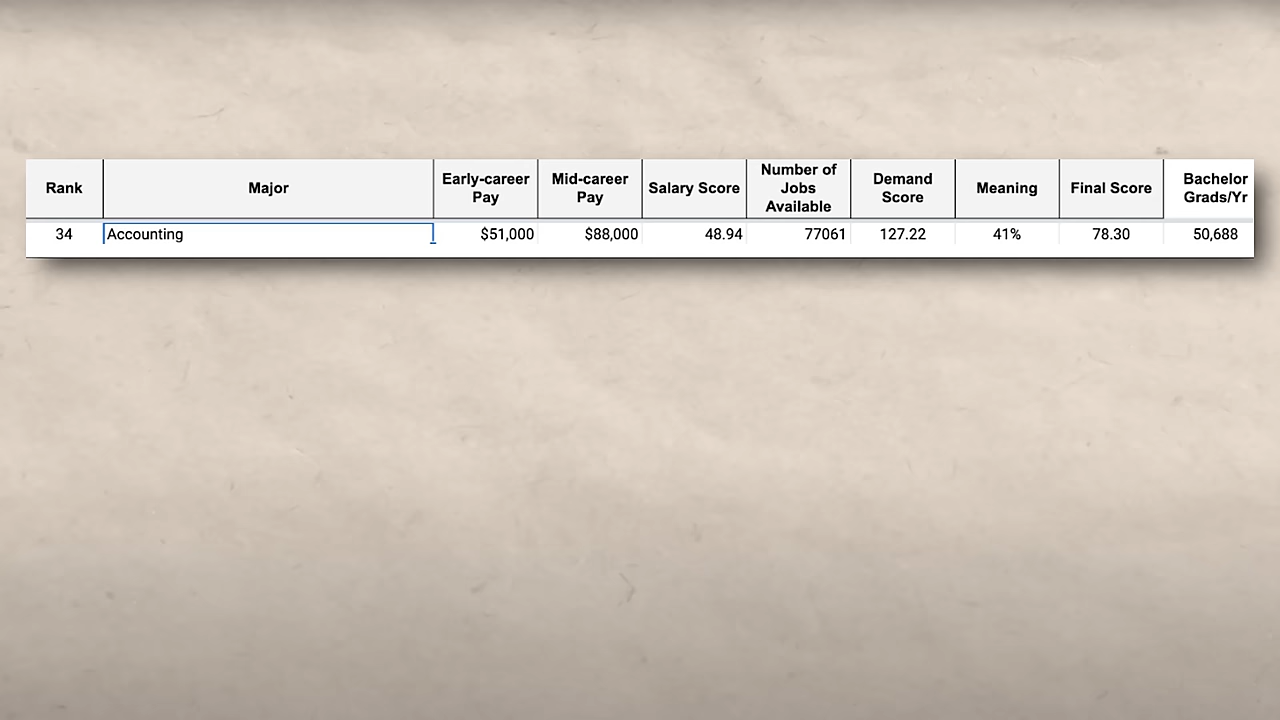 Rank Major Early-career Pay Mid-career Pay Salary Score Number of Jobs Available Demand Score Meaning Final Score Bachelor Grads/Yr
34 Accounting $51,000 $88,000 48.94 77061 127.22 41% 78.30 50,688